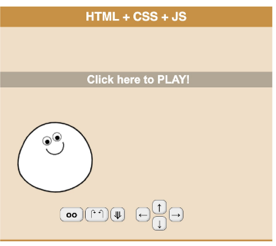 HTML + CSS + JS
Click here to PLAY!
oo
↑
← →
↓